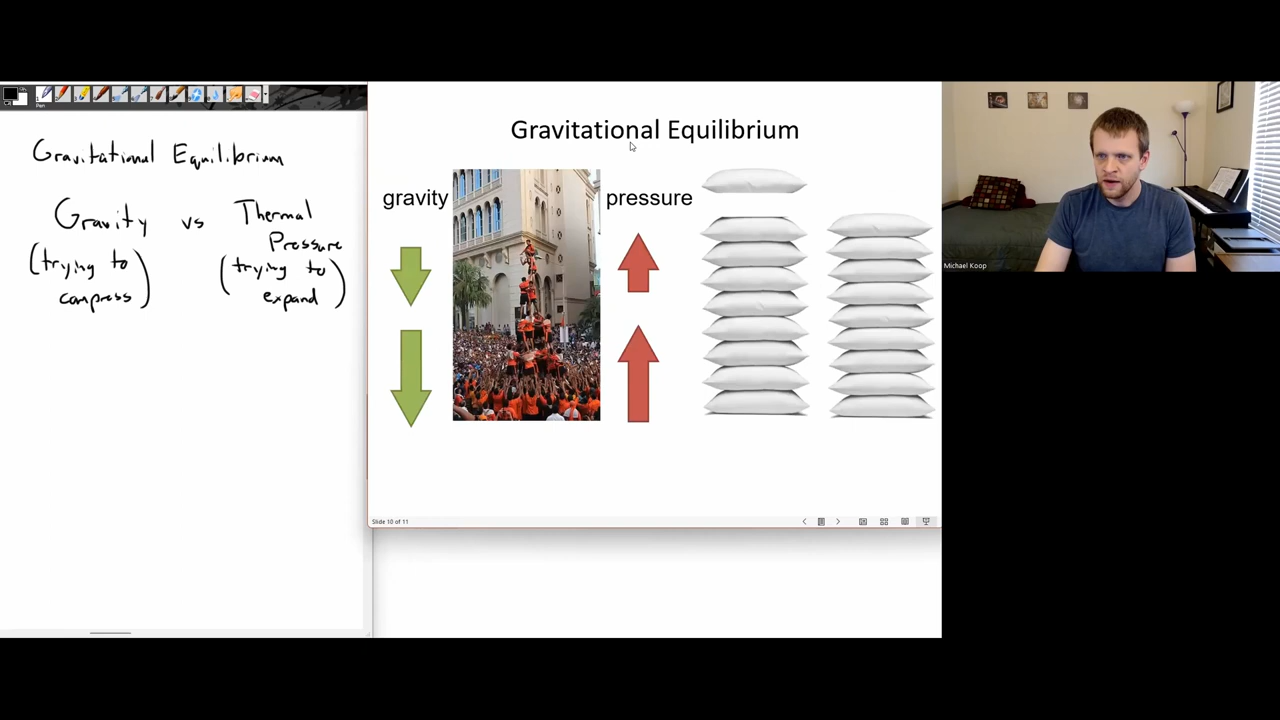 Pen
Gravitational Equilibrium
Gravity vs Thermal
Pressure
(trying to
compress)
(trying to
expand)
Gravitational Equilibrium
gravity
pressure
Slide 10 of 11
Michael Koop